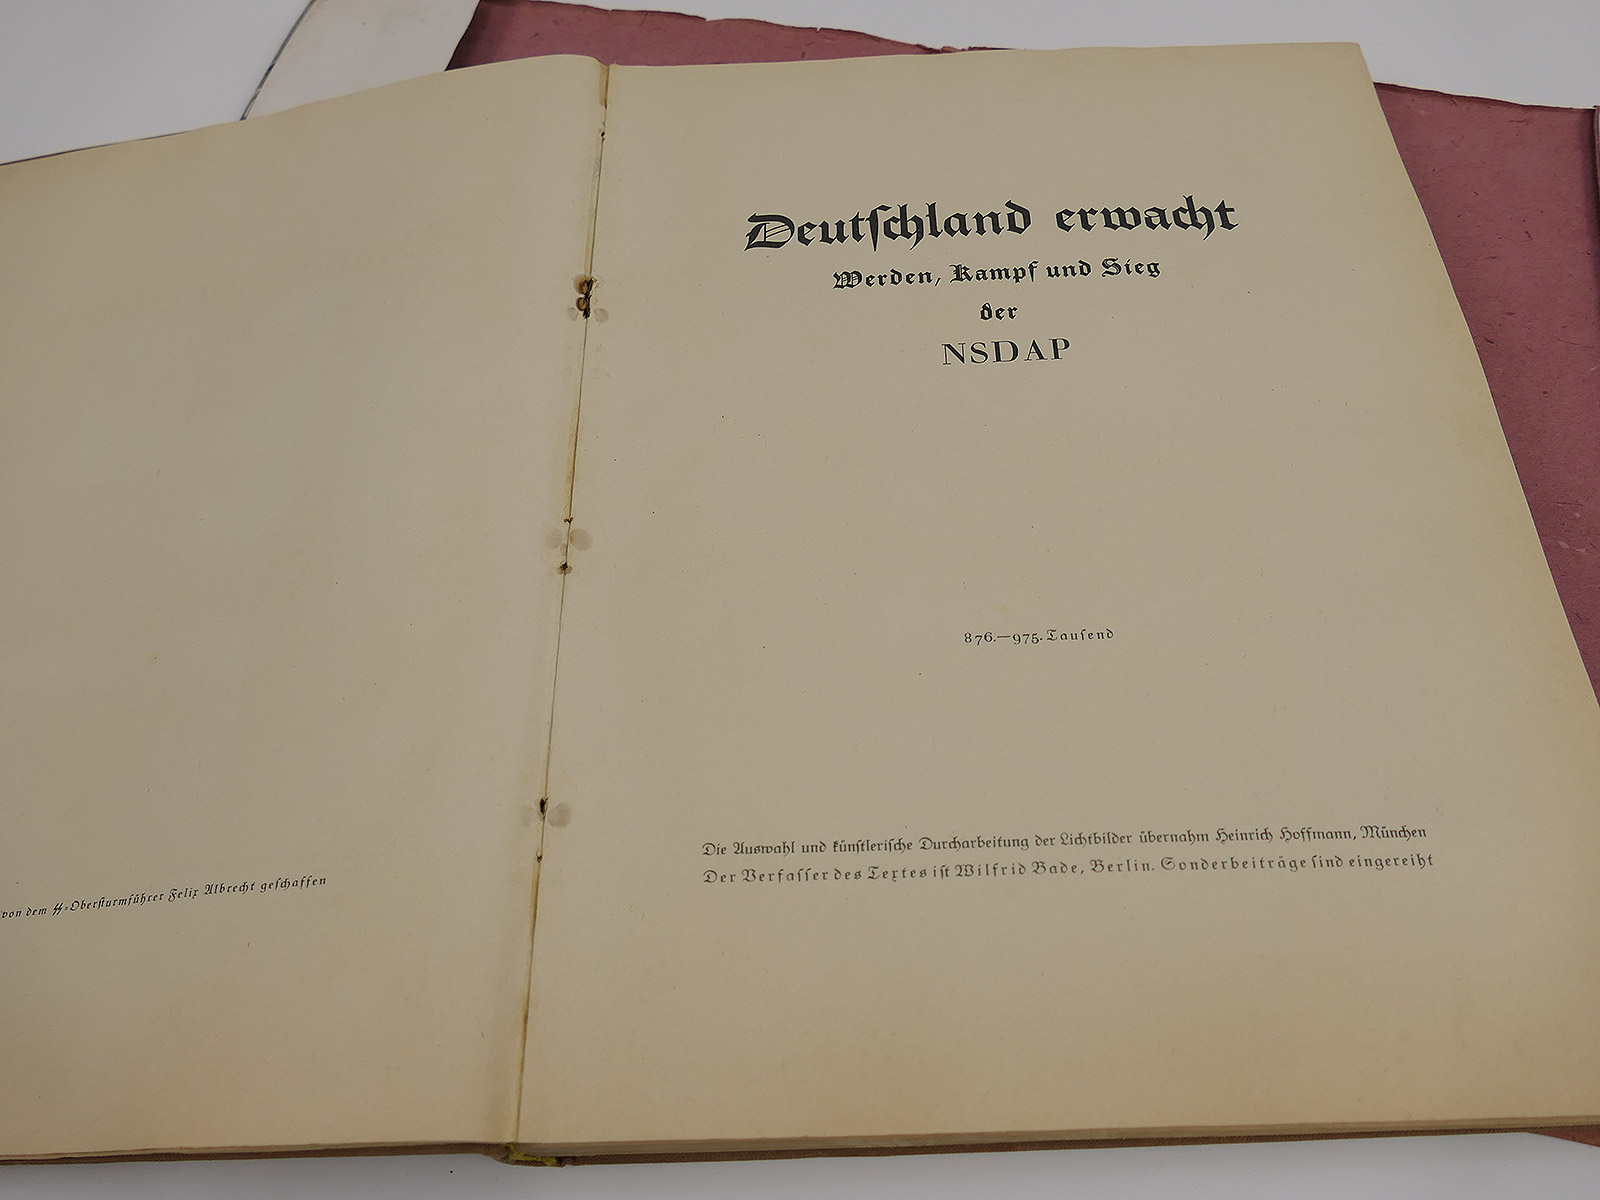 von dem SS-Obersturmführer Felix Albrecht geschaffen
Deutſchland erwacht
Werden, Kampf und Sieg
der
NSDAP
876.—975. Tauſend
Die Auswahl und künſtleriſche Durcharbeitung der Lichtbilder übernahm Heinrich Hoffmann, München
Der Verfaſſer des Textes iſt Wilfrid Bade, Berlin. Sonderbeiträge ſind eingereiht